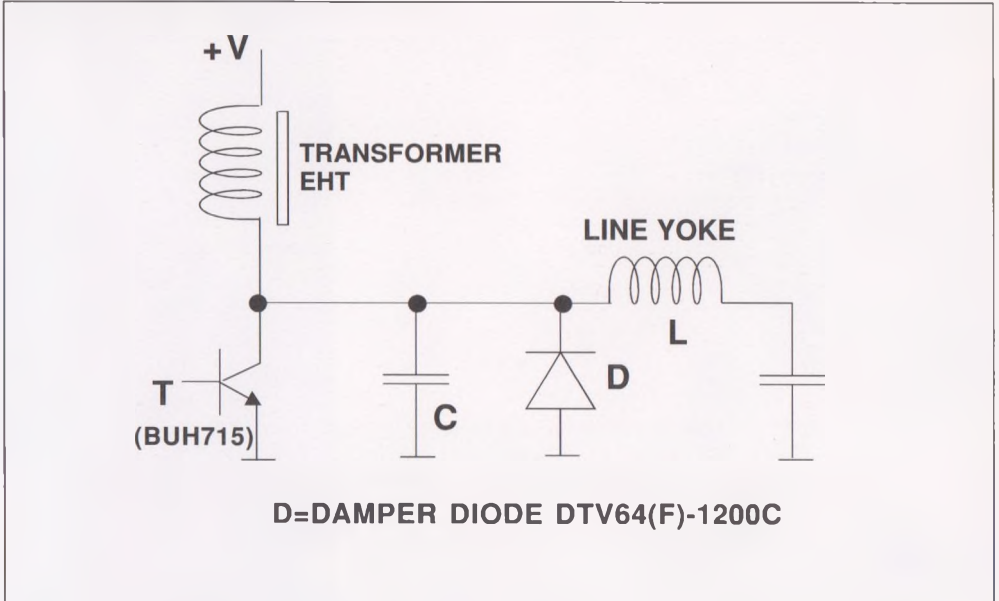 +V
TRANSFORMER
EHT
LINE YOKE
L
T
(BUH715)
C
D
D=DAMPER DIODE DTV64(F)-1200C